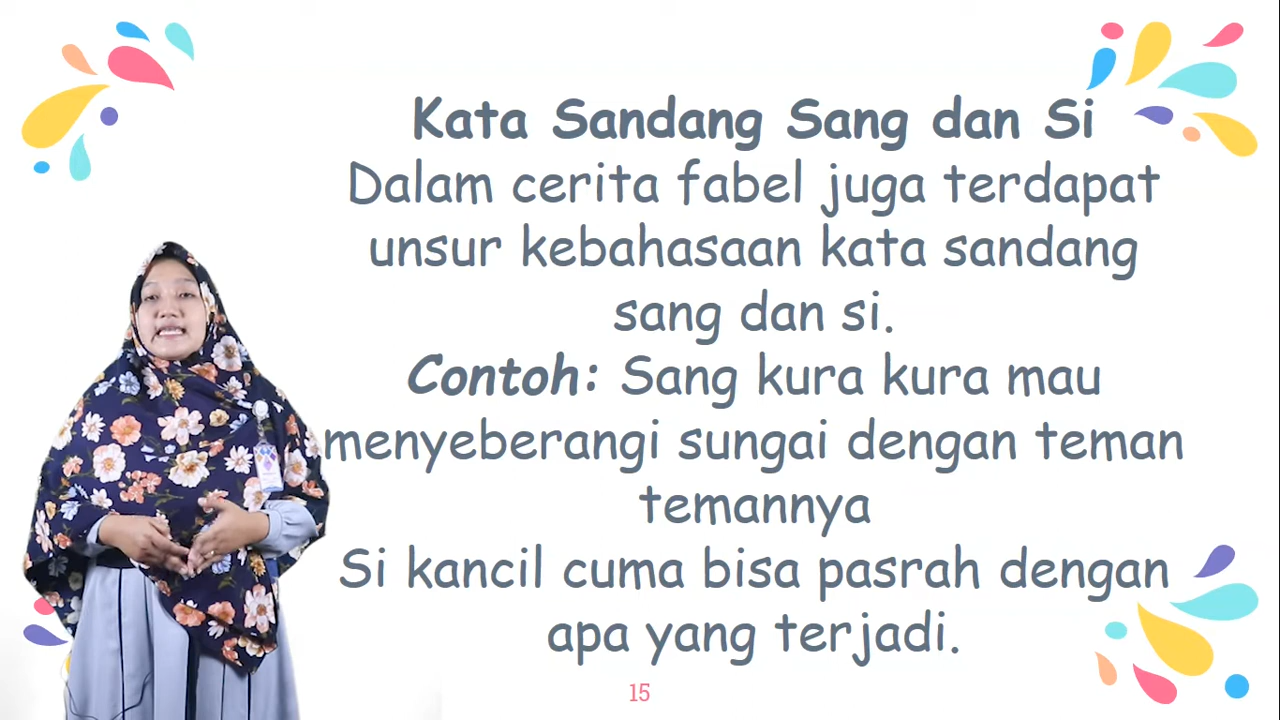 Kata Sandang Sang dan Si
Dalam cerita fabel juga terdapat
unsur kebahasaan kata sandang
sang dan si.
Contoh: Sang kura kura mau
menyeberangi sungai dengan teman
temannya
Si kancil cuma bisa pasrah dengan
apa yang terjadi.
15